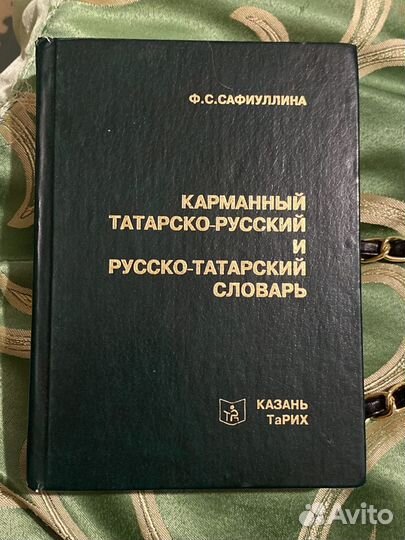 Ф.С.САФИУЛЛИНА
КАРМАННЫЙ
ТАТАРСКО-РУССКИЙ
И
РУССКО-ТАТАРСКИЙ
СЛОВАРЬ
КАЗАНЬ
ТаРИХ
Avito